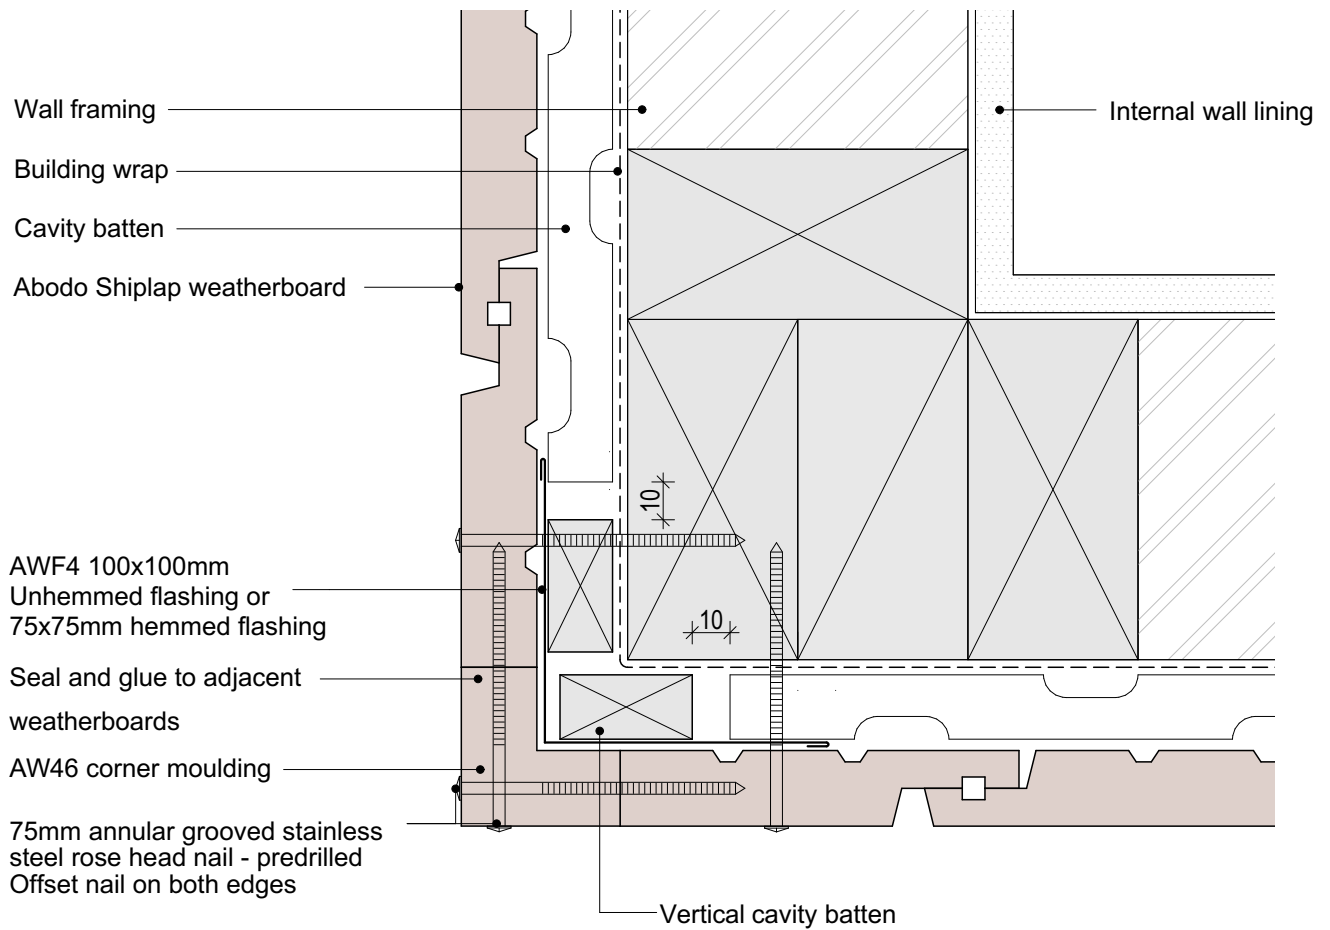 Wall framing
Internal wall lining
Building wrap
Cavity batten
Abodo Shiplap weatherboard
10
AWF4 100x100mm
Unhemmed flashing or
75x75mm hemmed flashing
10
Seal and glue to adjacent
weatherboards
AW46 corner moulding
75mm annular grooved stainless
steel rose head nail - predrilled
Offset nail on both edges
Vertical cavity batten